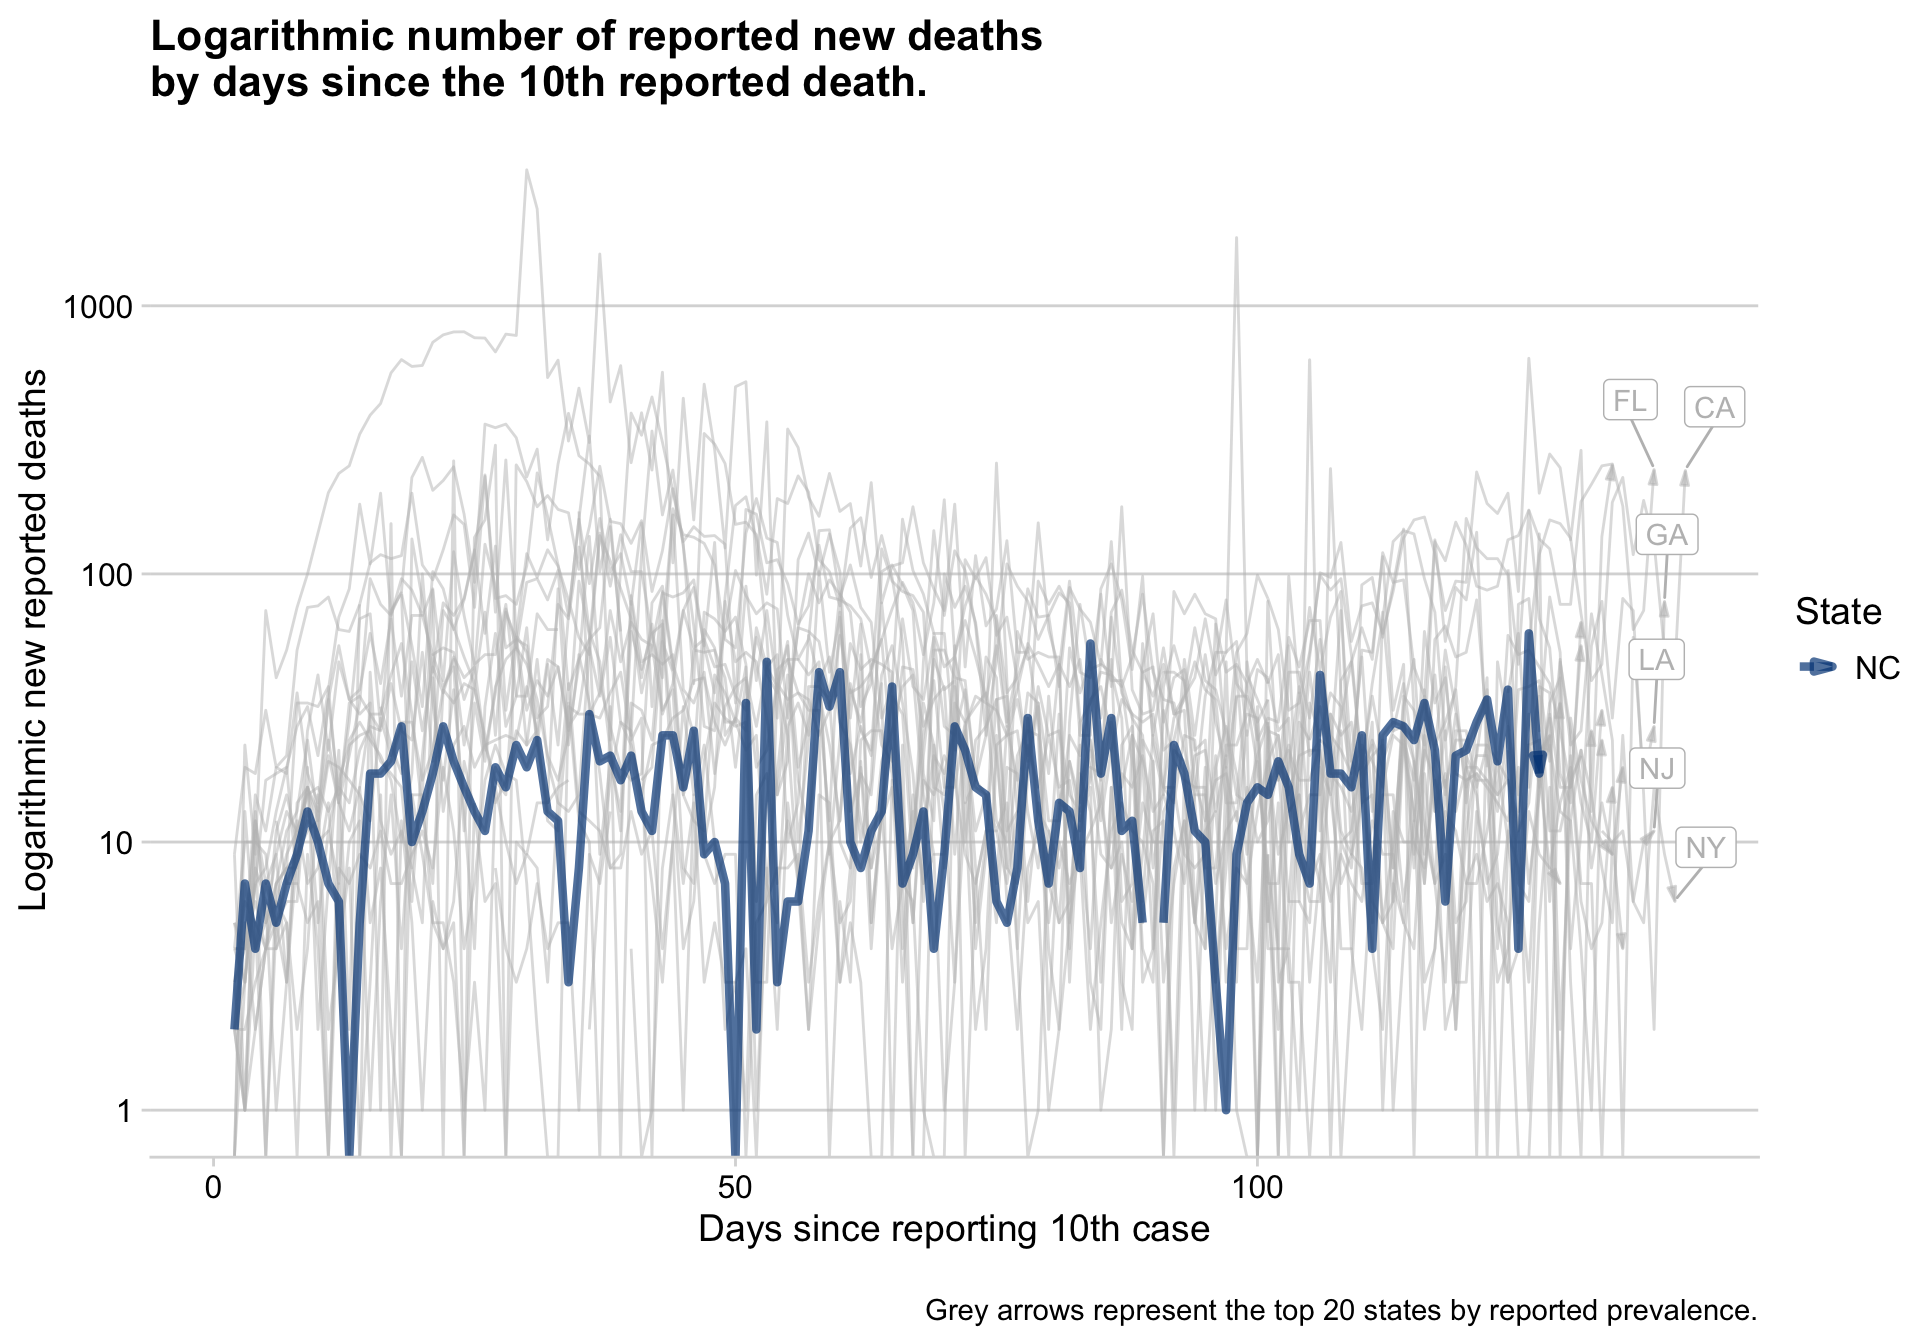 Logarithmic number of reported new deaths
by days since the 10th reported death.
Logarithmic new reported deaths
1000
100
10
1
FL
CA
GA
LA
NJ
NY
State
NC
0
50
100
Days since reporting 10th case
Grey arrows represent the top 20 states by reported prevalence.